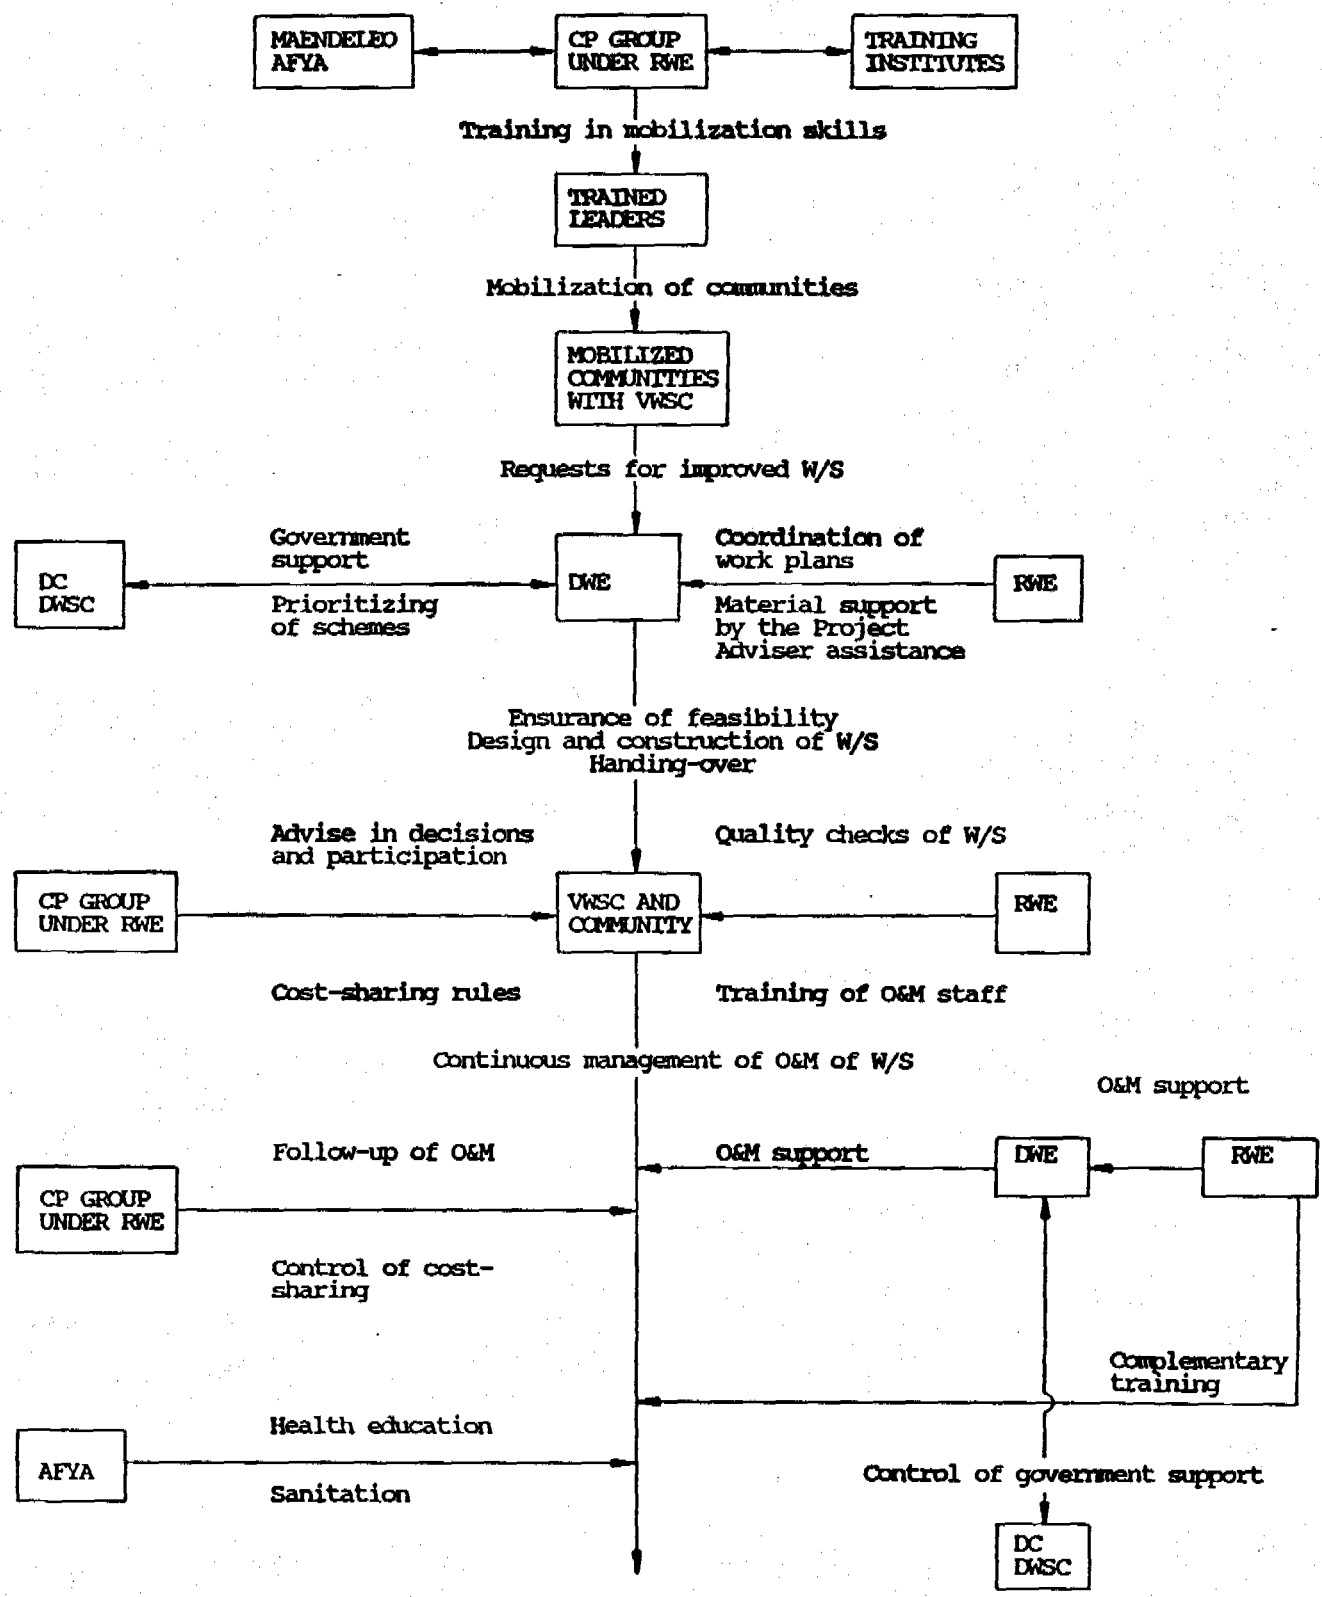 MAENDELEO
AFYA
CP GROUP
UNDER RWE
TRAINING
INSTITUTES
Training in mobilization skills
TRAINED
LEADERS
Mobilization of communities
MOBILIZED
COMMUNITIES
WITH VWSC
Requests for improved W/S
DC
DWSC
Government
support
Prioritizing
of schemes
DWE
Coordination of
work plans
Material support
by the Project
Adviser assistance
RWE
Ensurance of feasibility
Design and construction of W/S
Handing-over
Advise in decisions
and participation
Quality checks of W/S
CP GROUP
UNDER RWE
VWSC AND
COMMUNITY
RWE
Cost-sharing rules
Training of O&M staff
Continuous management of O&M of W/S
O&M support
Follow-up of O&M
O&M support
DWE
RWE
CP GROUP
UNDER RWE
Control of cost-
sharing
Complementary
training
Health education
AFYA
Sanitation
Control of government support
DC
DWSC